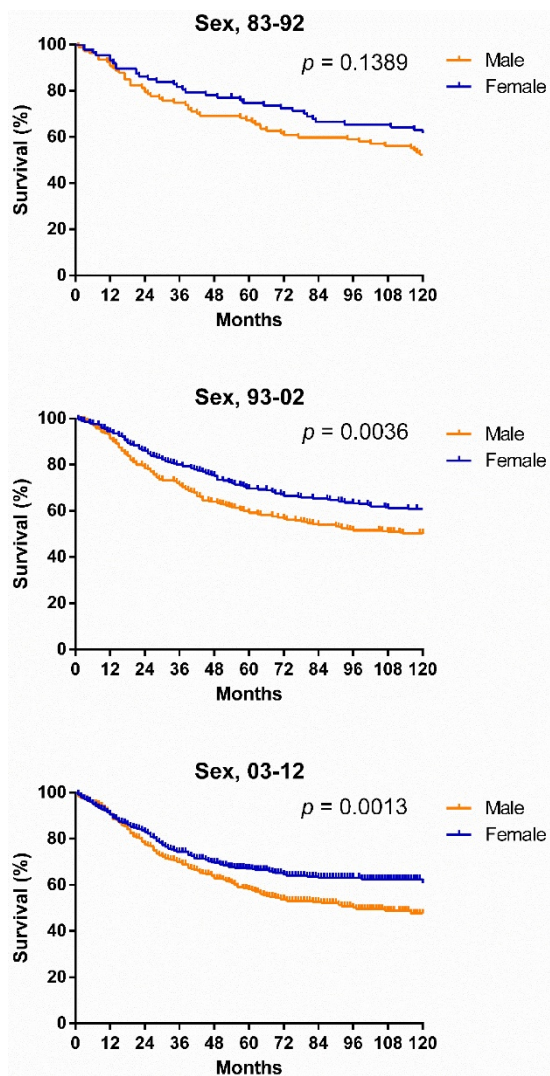 Sex, 83-92
p = 0.1389
Male
Female
Survival (%)
100
80
60
40
20
0
0 12 24 36 48 60 72 84 96 108 120
Months
Sex, 93-02
p = 0.0036
Male
Female
Survival (%)
100
80
60
40
20
0
0 12 24 36 48 60 72 84 96 108 120
Months
Sex, 03-12
p = 0.0013
Male
Female
Survival (%)
100
80
60
40
20
0
0 12 24 36 48 60 72 84 96 108 120
Months